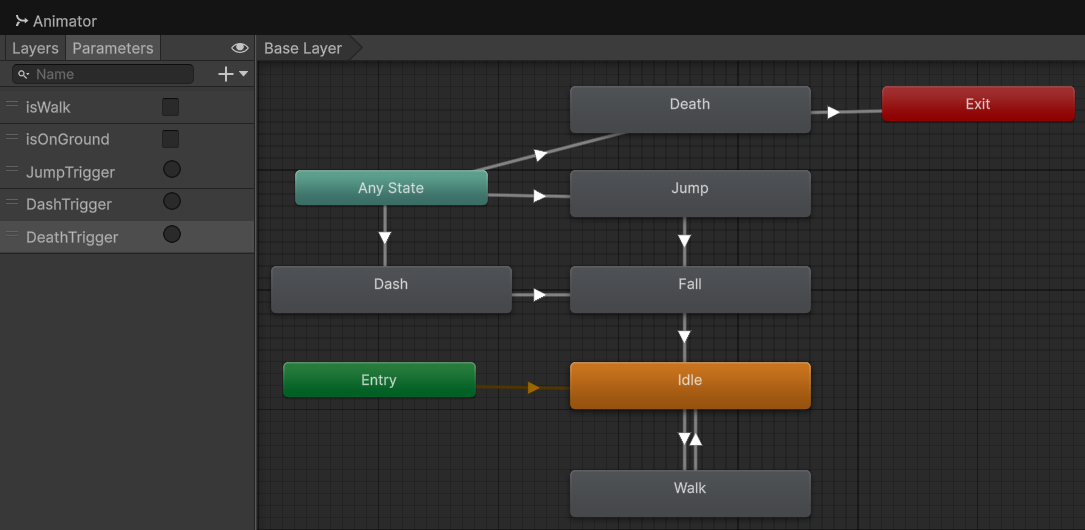 Animator
Layers Parameters
Name
isWalk
isOnGround
JumpTrigger
DashTrigger
DeathTrigger
Base Layer
Death
Exit
Any State
Jump
Dash
Fall
Entry
Idle
Walk